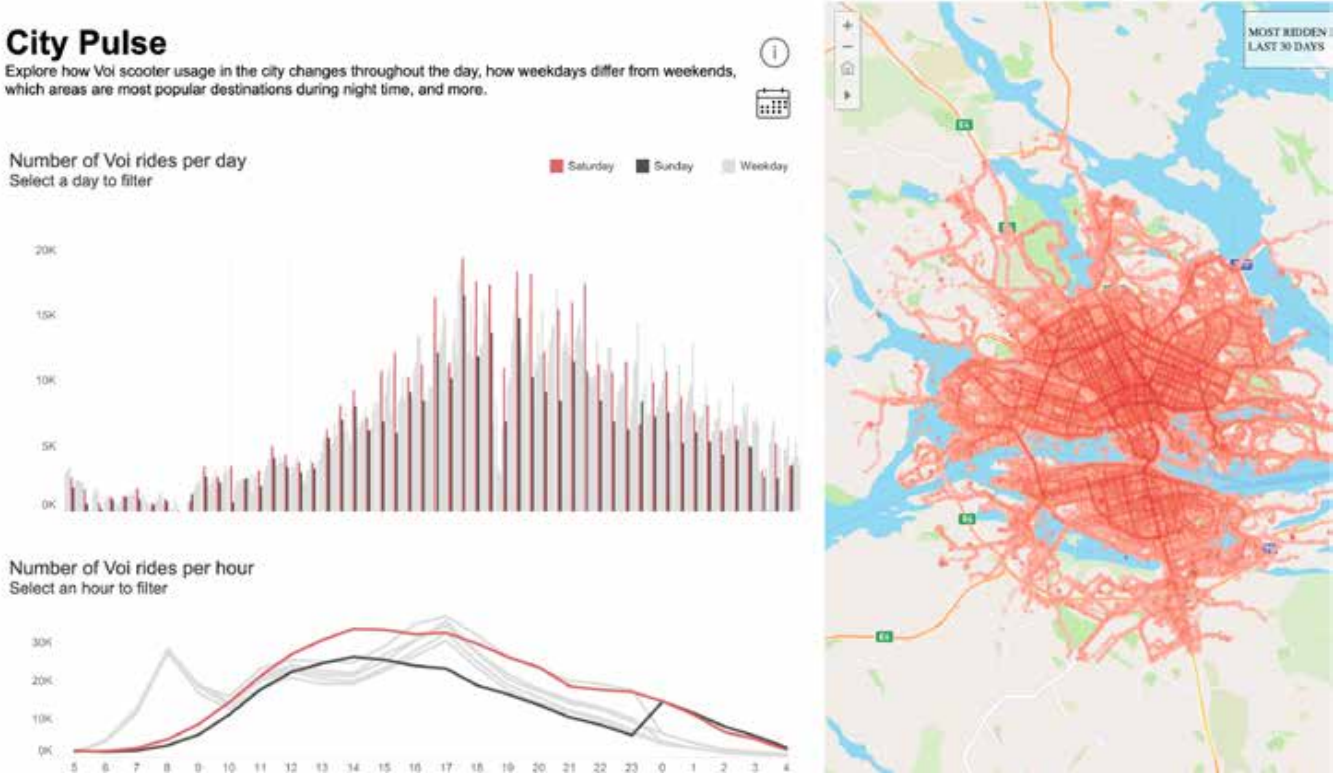 City Pulse
Explore how Voi scooter usage in the city changes throughout the day, how weekdays differ from weekends,
which areas are most popular destinations during night time, and more.
Number of Voi rides per day
Select a day to filter
Saturday
Sunday
Weekday
20K
15K
10K
5K
0K
Number of Voi rides per hour
Select an hour to filter
30K
20K
10K
0K
5 6 7 8 9 10 11 12 13 14 15 16 17 18 19 20 21 22 23 0 1 2 3 4
MOST RIDDEN
LAST 30 DAYS
E4
E4
E4